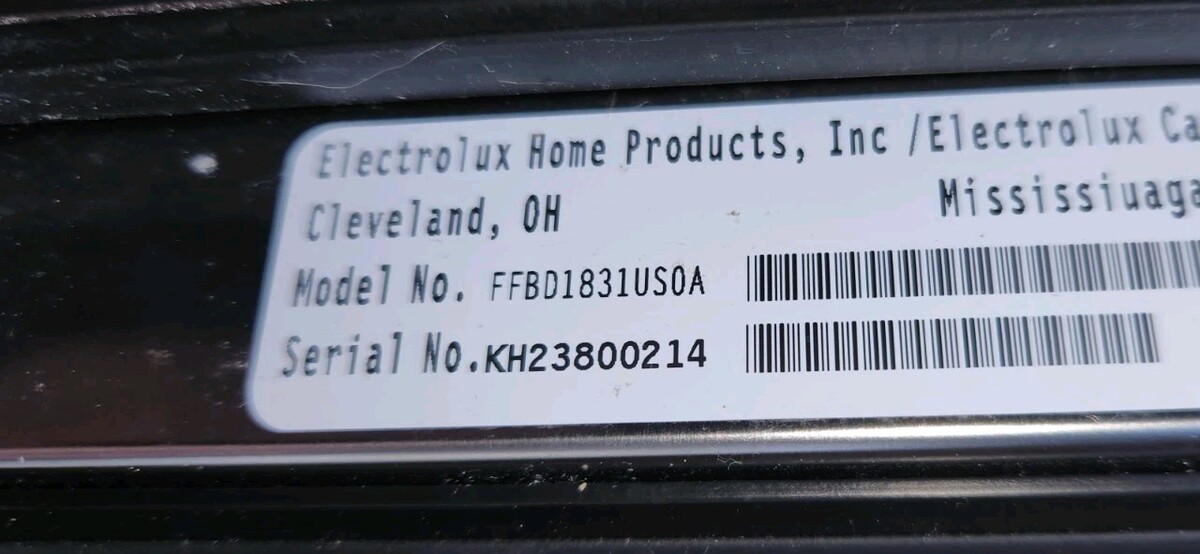 Electrolux Home Products, Inc /Electrolux Ca
Cleveland, OH Mississiuaga
Model No. FFBD1831US0A
Serial No.KH23800214